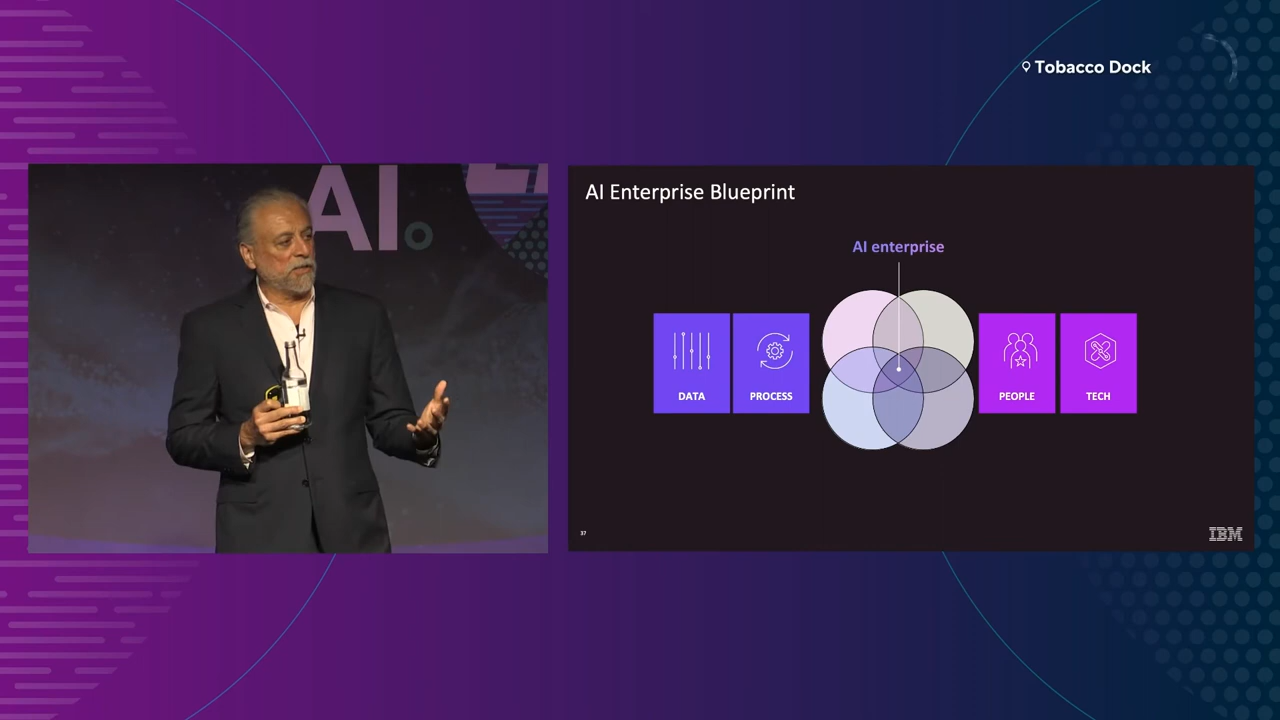 Tobacco Dock
AI
AI Enterprise Blueprint
AI enterprise
DATA
PROCESS
PEOPLE
TECH
37
IBM